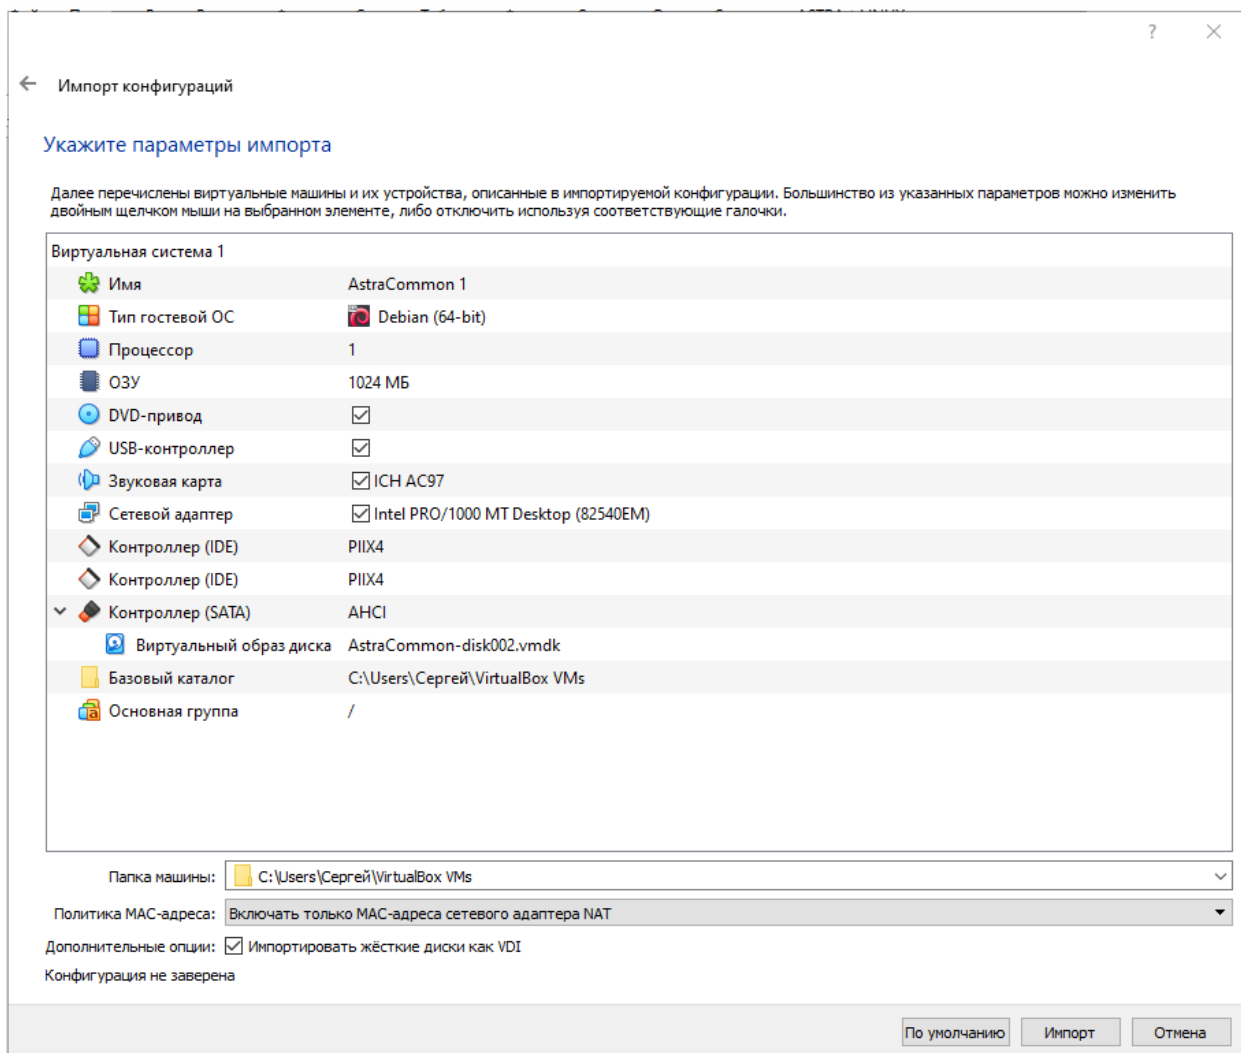 ?
Импорт конфигураций
Укажите параметры импорта
Далее перечислены виртуальные машины и их устройства, описанные в импортируемой конфигурации. Большинство из указанных параметров можно изменить
двойным щелчком мыши на выбранном элементе, либо отключить используя соответствующие галочки.
Виртуальная система 1
Имя AstraCommon 1
Тип гостевой ОС Debian (64-bit)
Процессор 1
ОЗУ 1024 МБ
DVD-привод
USB-контроллер
Звуковая карта ICH AC97
Сетевой адаптер Intel PRO/1000 MT Desktop (82540EM)
Контроллер (IDE) PIIX4
Контроллер (IDE) PIIX4
Контроллер (SATA) AHCI
Виртуальный образ диска AstraCommon-disk002.vmdk
Базовый каталог C:\Users\Сергей\VirtualBox VMs
Основная группа /
Папка машины: C:\Users\Сергей\VirtualBox VMs
Политика MAC-адреса: Включать только MAC-адреса сетевого адаптера NAT
Дополнительные опции: Импортировать жёсткие диски как VDI
Конфигурация не заверена
По умолчанию Импорт Отмена